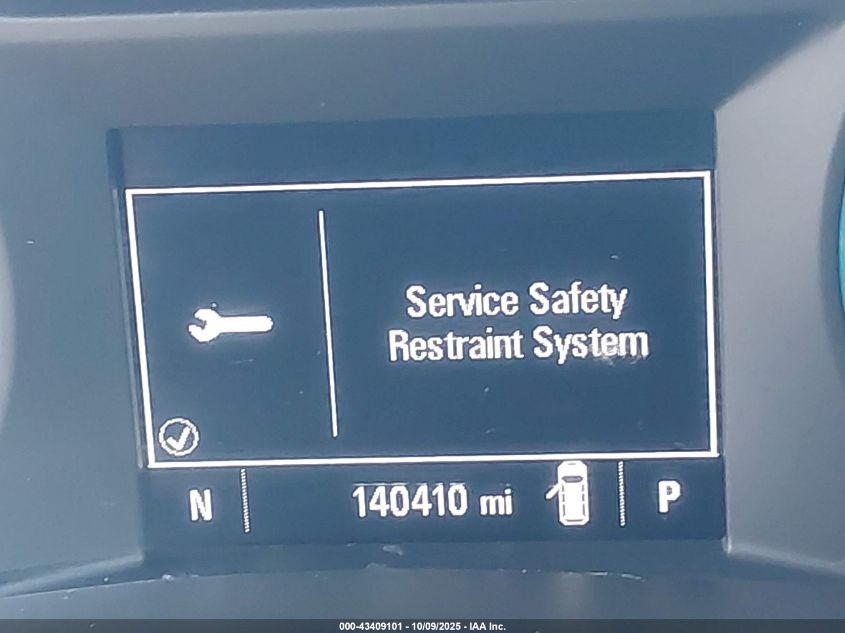 Service Safety
Restraint System
N 140410 mi P
000-43409101 - 10/09/2025 - IAA Inc.